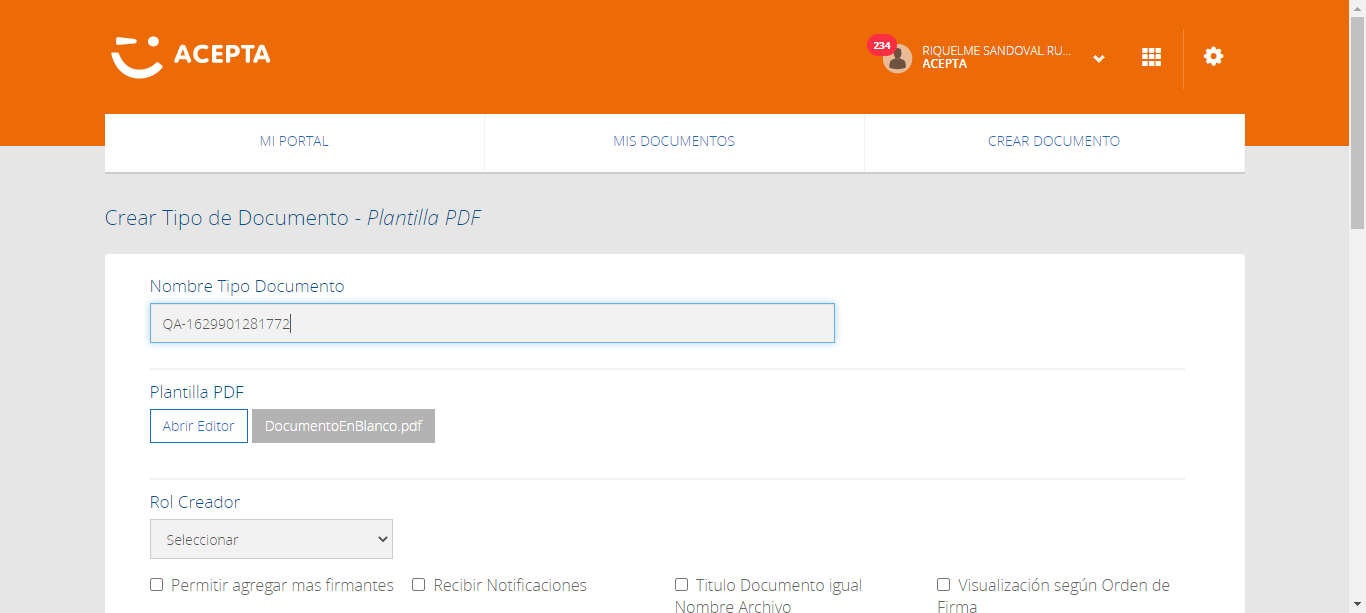 ACEPTA
234
RIQUELME SANDOVAL RU...
ACEPTA
MI PORTAL
MIS DOCUMENTOS
CREAR DOCUMENTO
Crear Tipo de Documento - Plantilla PDF
Nombre Tipo Documento
QA-1629901281772
Plantilla PDF
Abrir Editor
DocumentoEnBlanco.pdf
Rol Creador
Seleccionar
Permitir agregar mas firmantes
Recibir Notificaciones
Titulo Documento igual
Nombre Archivo
Visualización según Orden de
Firma